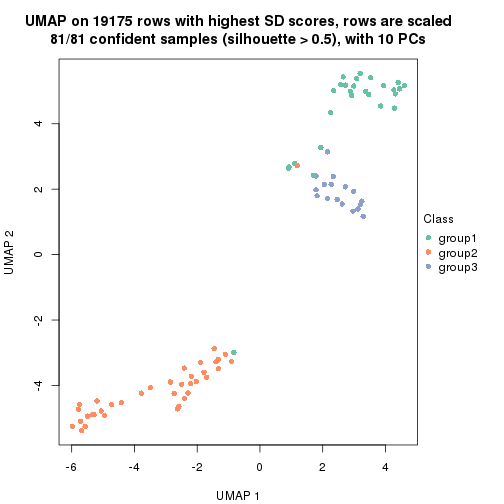 UMAP on 19175 rows with highest SD scores, rows are scaled
81/81 confident samples (silhouette > 0.5), with 10 PCs
4
2
0
-2
-4
UMAP 2
-6
-4
-2
0
2
4
UMAP 1
Class
group1
group2
group3